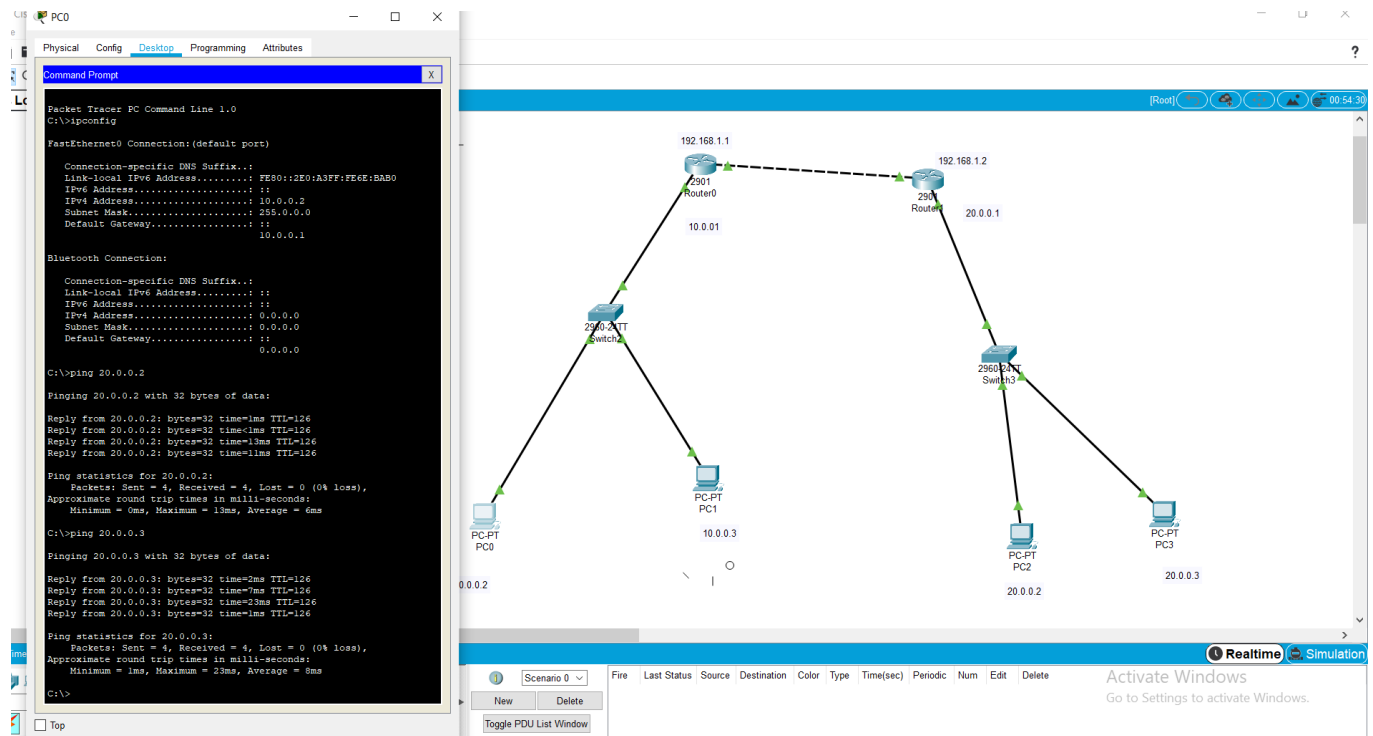 PC0
Physical Config Desktop Programming Attributes
Command Prompt
X
Packet Tracer PC Command Line 1.0
C:\>ipconfig
FastEthernet0 Connection:(default port)
Connection-specific DNS Suffix..:
Link-local IPv6 Address.........: FE80::2E0:A3FF:FE6E:BAB0
IPv6 Address....................: ::
IPv4 Address....................: 10.0.0.2
Subnet Mask.....................: 255.0.0.0
Default Gateway.................: ::
10.0.0.1
Bluetooth Connection:
Connection-specific DNS Suffix..:
Link-local IPv6 Address.........: ::
IPv6 Address....................: ::
IPv4 Address....................: 0.0.0.0
Subnet Mask.....................: 0.0.0.0
Default Gateway.................: ::
0.0.0.0
C:\>ping 20.0.0.2
Pinging 20.0.0.2 with 32 bytes of data:
Reply from 20.0.0.2: bytes=32 time=1ms TTL=126
Reply from 20.0.0.2: bytes=32 time<1ms TTL=126
Reply from 20.0.0.2: bytes=32 time=13ms TTL=126
Reply from 20.0.0.2: bytes=32 time=11ms TTL=126
Ping statistics for 20.0.0.2:
Packets: Sent = 4, Received = 4, Lost = 0 (0% loss),
Approximate round trip times in milli-seconds:
Minimum = 0ms, Maximum = 13ms, Average = 6ms
C:\>ping 20.0.0.3
Pinging 20.0.0.3 with 32 bytes of data:
Reply from 20.0.0.3: bytes=32 time=2ms TTL=126
Reply from 20.0.0.3: bytes=32 time=7ms TTL=126
Reply from 20.0.0.3: bytes=32 time=23ms TTL=126
Reply from 20.0.0.3: bytes=32 time=1ms TTL=126
Ping statistics for 20.0.0.3:
Packets: Sent = 4, Received = 4, Lost = 0 (0% loss),
Approximate round trip times in milli-seconds:
Minimum = 1ms, Maximum = 23ms, Average = 8ms
C:\>
Top
?
[Root]
00:54:30
192.168.1.1
2901
Router0
10.0.01
192.168.1.2
2901
Router1
20.0.0.1
2960-24TT
Switch2
2960-24TT
Switch3
PC-PT
PC0
0.0.0.2
PC-PT
PC1
10.0.0.3
PC-PT
PC2
20.0.0.2
PC-PT
PC3
20.0.0.3
Realtime
Simulation
Scenario 0
New
Delete
Toggle PDU List Window
Fire Last Status Source Destination Color Type Time(sec) Periodic Num Edit Delete
Activate Windows
Go to Settings to activate Windows.